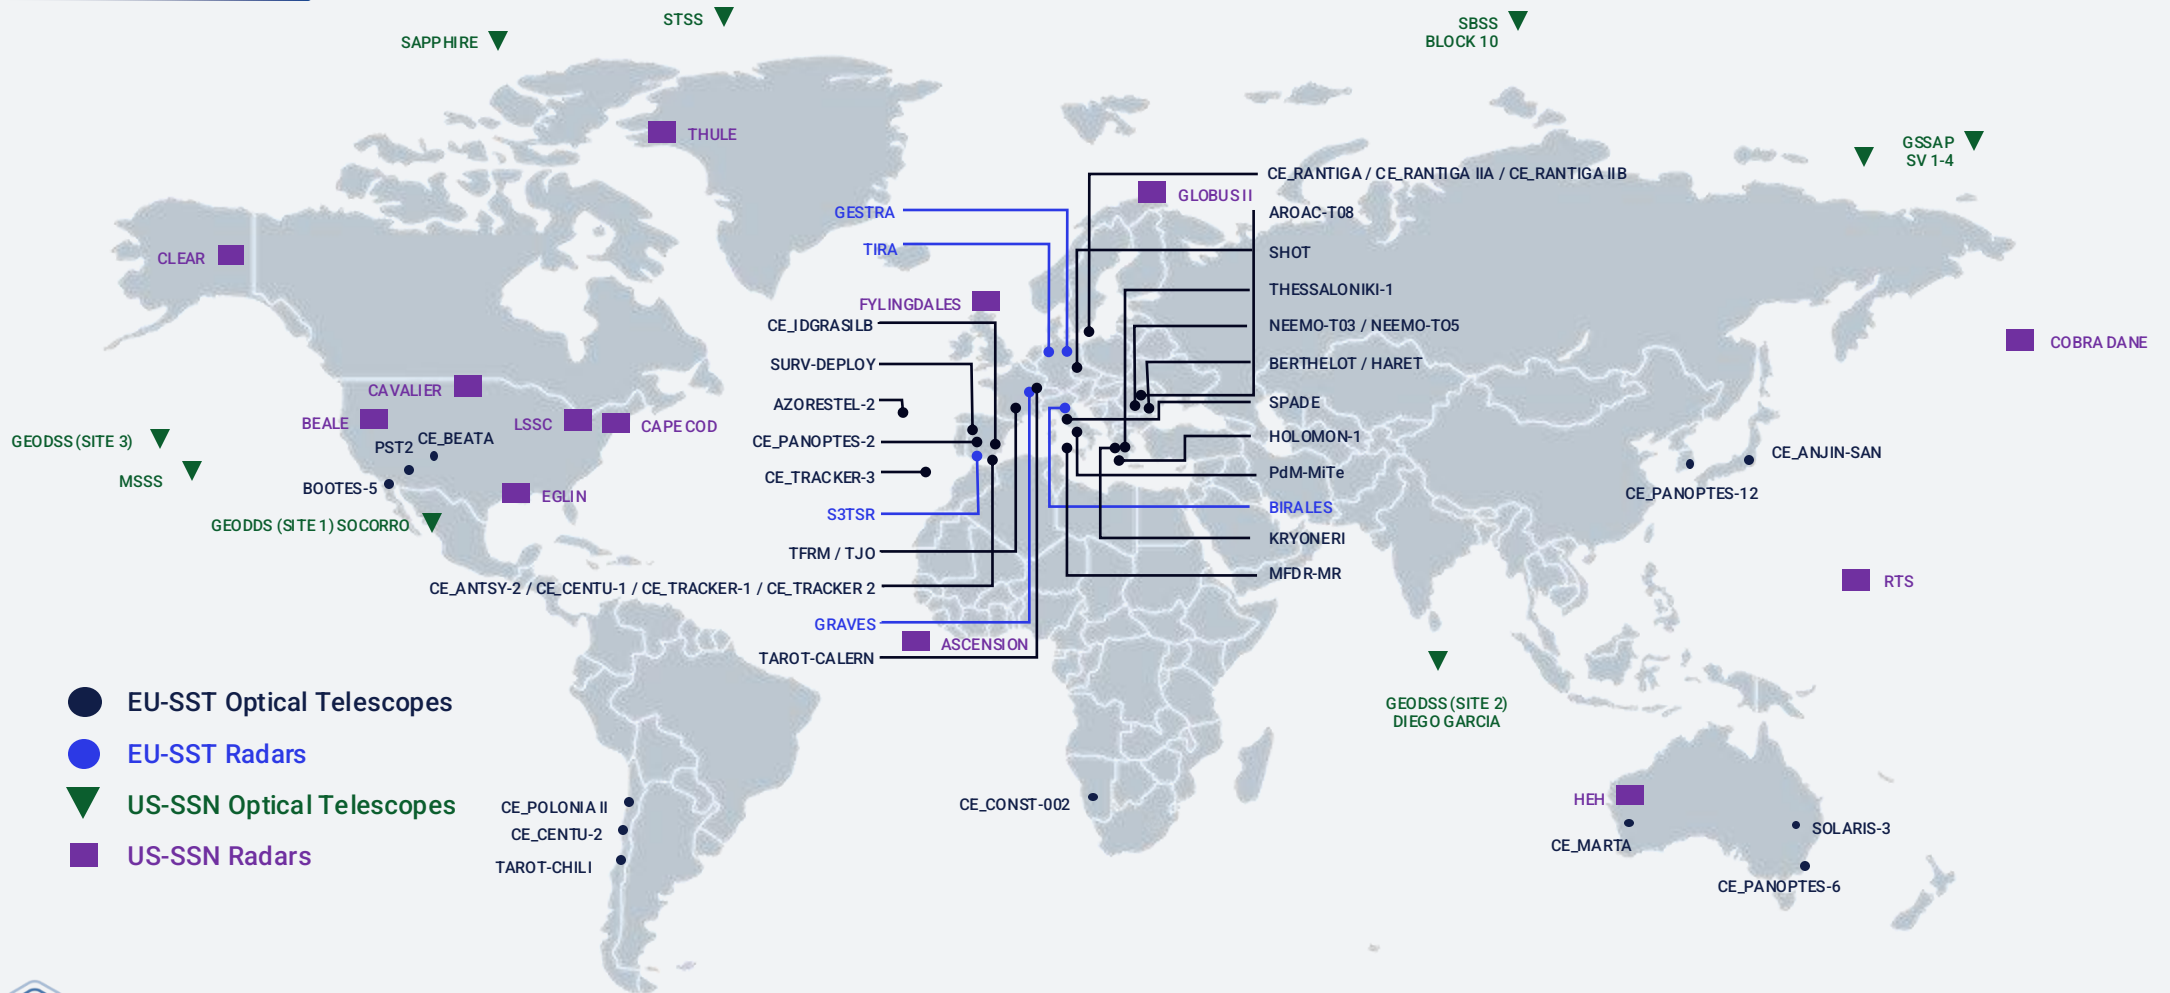 STSS
SAPPHIRE
SBSS
BLOCK 10
THULE
GSSAP
SV 1-4
CE_RANTIGA / CE_RANTIGA IIA / CE_RANTIGA IIB
GLOBUS II
GESTRA
AROAC-T08
TIRA
SHOT
CLEAR
THESSALONIKI-1
FYLINGDALES
CE_IDGRASILB
NEEMO-T03 / NEEMO-TO5
COBRA DANE
SURV-DEPLOY
BERTHELOT / HARET
CAVALIER
AZORESTEL-2
SPADE
BEALE
LSSC
CAPE COD
GEODSS (SITE 3)
PST2
CE_BEATA
CE_PANOPTES-2
HOLOMON-1
CE_ANJIN-SAN
MSSS
CE_TRACKER-3
PdM-MiTe
BOOTES-5
EGLIN
CE_PANOPTES-12
S3TSR
BIRALES
GEODDS (SITE 1) SOCORRO
KRYONERI
TFRM / TJO
MFDR-MR
RTS
CE_ANTSY-2 / CE_CENTU-1 / CE_TRACKER-1 / CE_TRACKER 2
GRAVES
ASCENSION
TAROT-CALERN
GEODSS (SITE 2)
DIEGO GARCIA
EU-SST Optical Telescopes
EU-SST Radars
US-SSN Optical Telescopes
US-SSN Radars
CE_POLONIA II
CE_CENTU-2
TAROT-CHILI
CE_CONST-002
HEH
CE_MARTA
SOLARIS-3
CE_PANOPTES-6